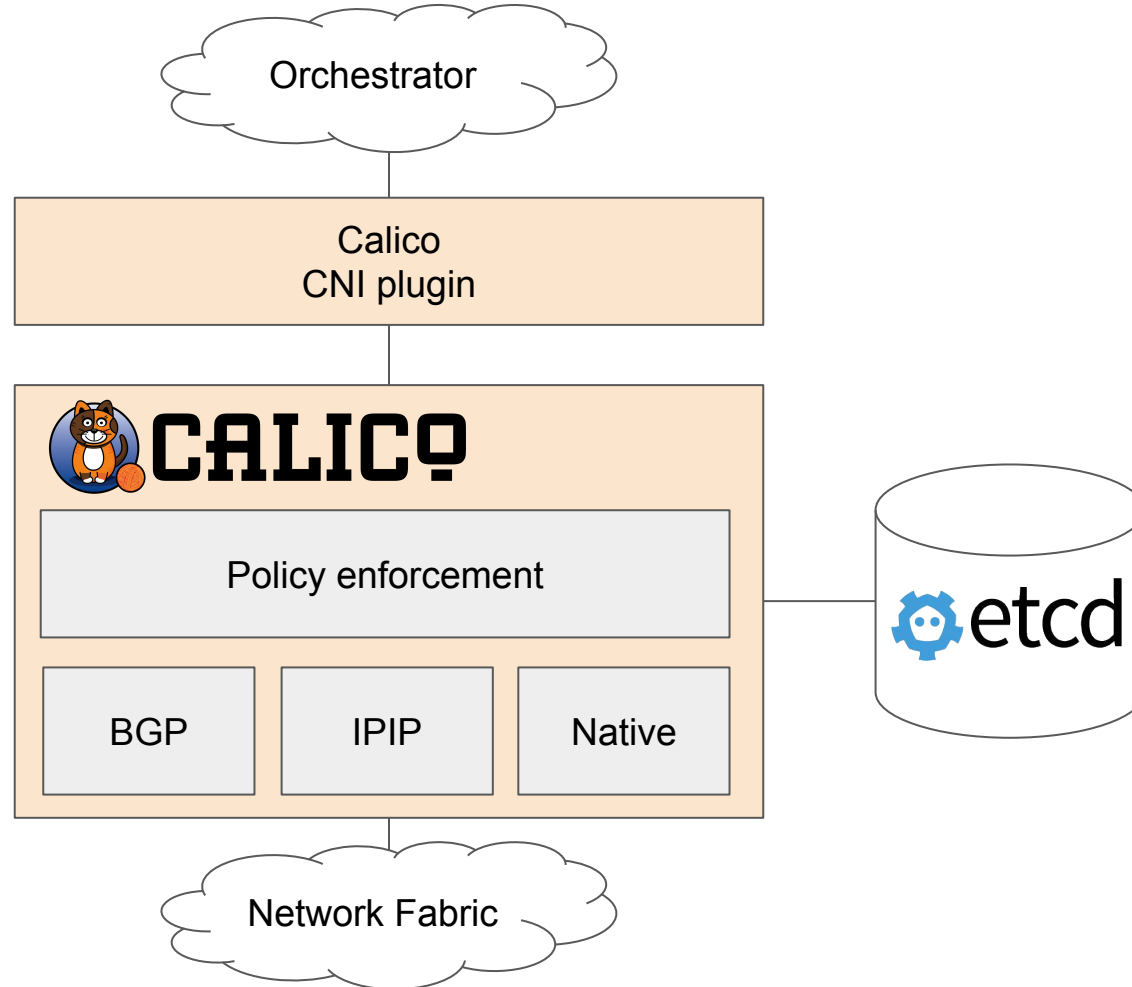 Orchestrator
Calico
CNI plugin
CALICO
Policy enforcement
etcd
BGP
IPIP
Native
Network Fabric